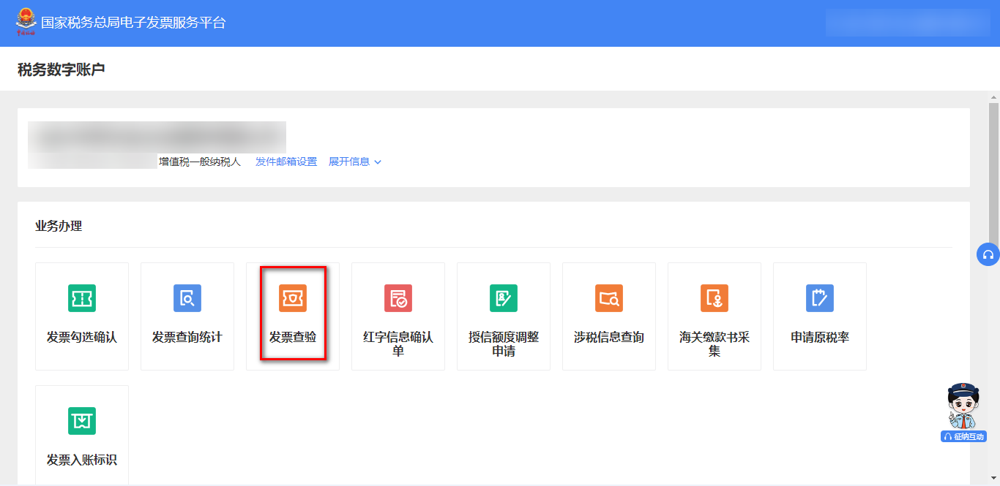 国家税务总局电子发票服务平台
税务数字账户
增值税一般纳税人 发件邮箱设置 展开信息
业务办理
发票勾选确认
发票查询统计
发票查验
红字信息确认
单
授信额度调整
申请
涉税信息查询
海关缴款书采
集
申请原税率
发票入账标识
征纳互动